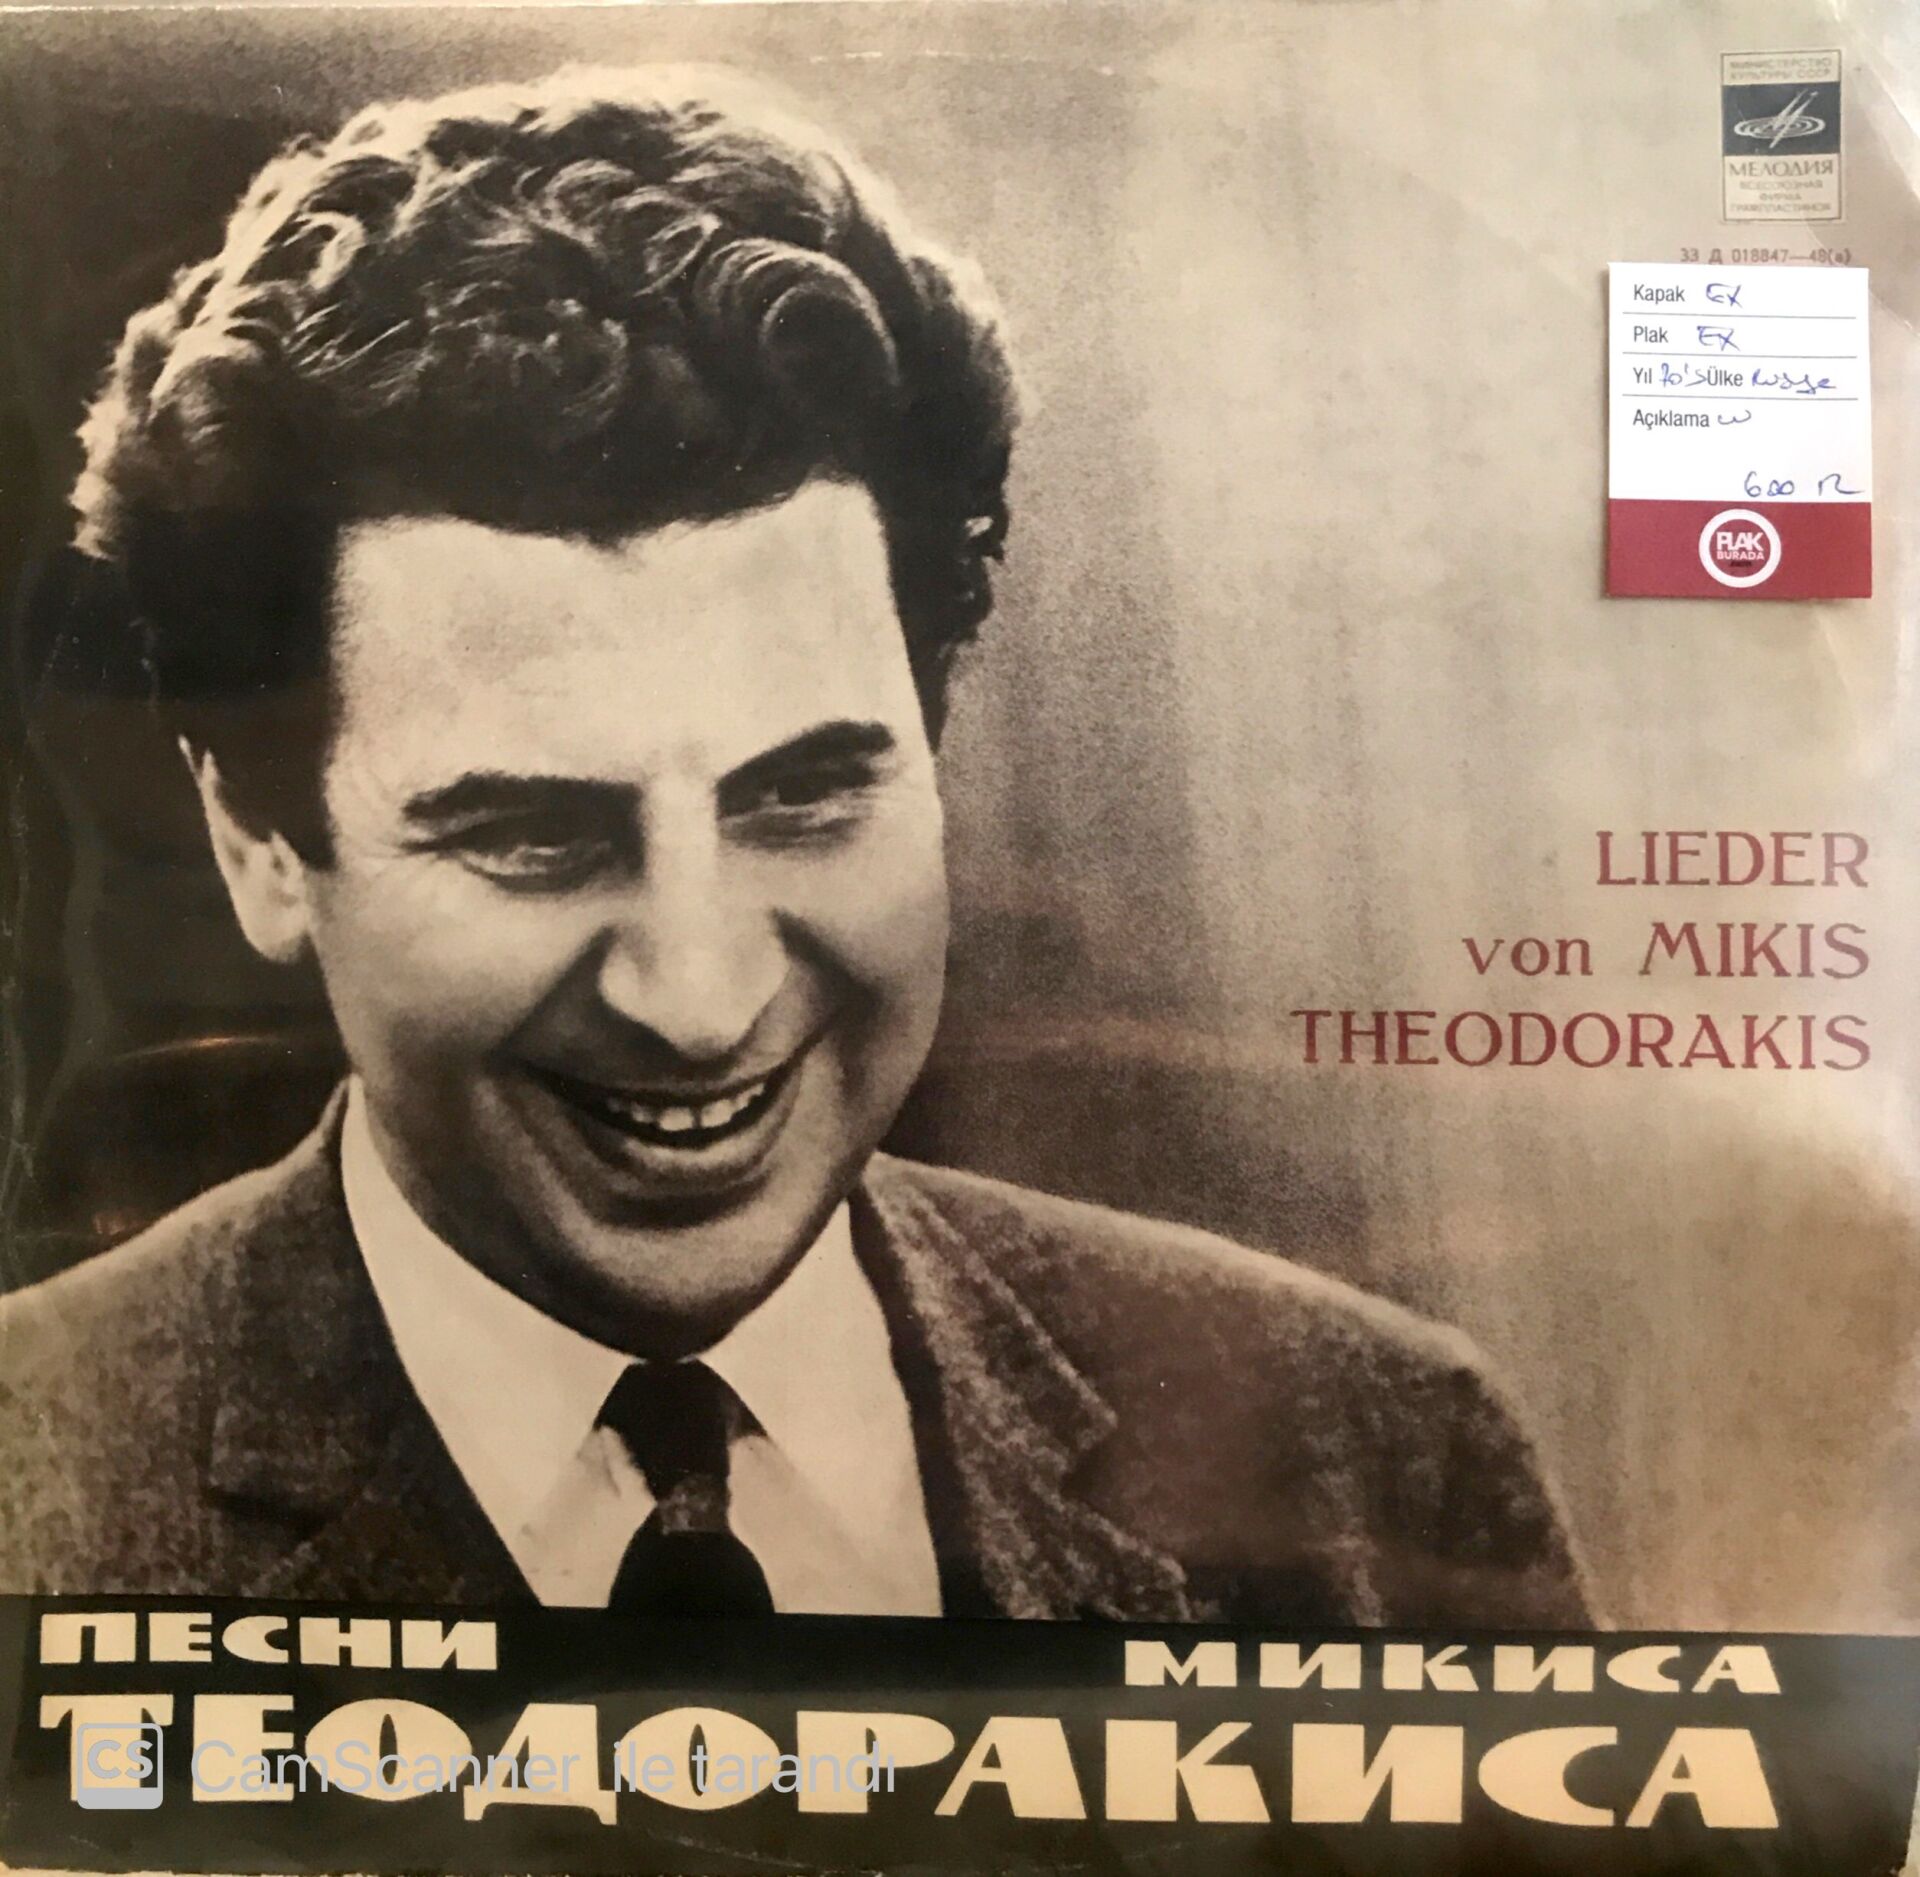 МИНИСТЕРСТВО
КУЛЬТУРЫ СССР
МЕЛОДИЯ
ВСЕСОЮЗНАЯ
ФИРМА
ГРАМПЛАСТИНОК
33 Д 018847—48(а)
Kapak EX
Plak EX
Yıl 70's Ülke Rusya
Açıklama
600 TL
PLAK
BURADA
LIEDER
von MIKIS
THEODORAKIS
ПЕСНИ МИКИСА
ТЕОДОРАКИСА
CS CamScanner ile tarandı